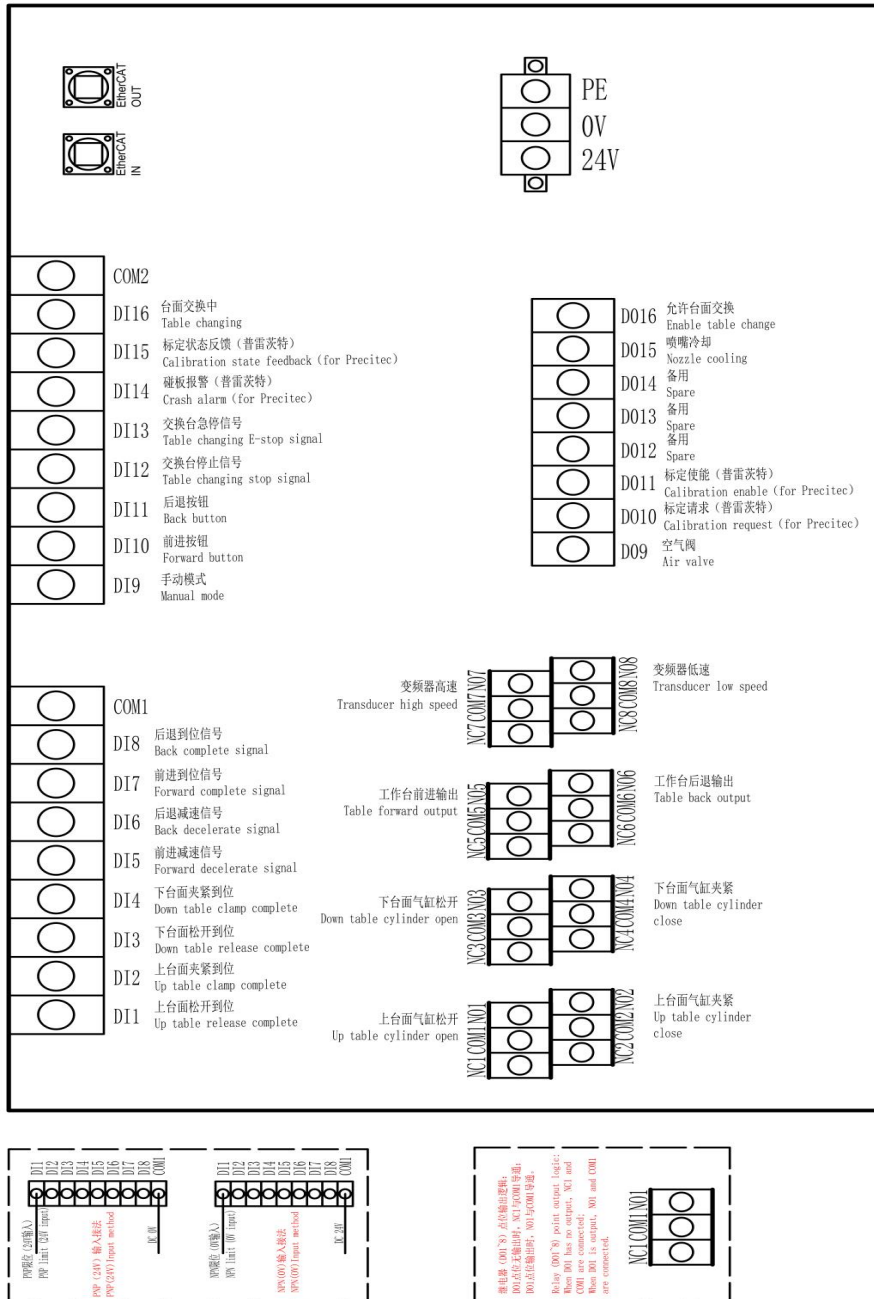 EtherCAT
OUT
EtherCAT
IN
PE
0V
24V
COM2
DI16 台面交换中
Table changing
DI15 标定状态反馈（普雷茨特）
Calibration state feedback (for Precitec)
DI14 碰板报警（普雷茨特）
Crash alarm (for Precitec)
DI13 交换台急停信号
Table changing E-stop signal
DI12 交换台停止信号
Table changing stop signal
DI11 后退按钮
Back button
DI10 前进按钮
Forward button
DI9 手动模式
Manual mode
DO16 允许台面交换
Enable table change
DO15 喷嘴冷却
Nozzle cooling
DO14 备用
Spare
DO13 备用
Spare
DO12 备用
Spare
DO11 标定使能（普雷茨特）
Calibration enable (for Precitec)
DO10 标定请求（普雷茨特）
Calibration request (for Precitec)
DO9 空气阀
Air valve
COM1
DI8 后退到位信号
Back complete signal
DI7 前进到位信号
Forward complete signal
DI6 后退减速信号
Back decelerate signal
DI5 前进减速信号
Forward decelerate signal
DI4 下台面夹紧到位
Down table clamp complete
DI3 下台面松开到位
Down table release complete
DI2 上台面夹紧到位
Up table clamp complete
DI1 上台面松开到位
Up table release complete
变频器高速
Transducer high speed
NC7 COM7 NO7
NC8 COM8 NO8
变频器低速
Transducer low speed
工作台前进输出
Table forward output
NC5 COM5 NO5
NC6 COM6 NO6
工作台后退输出
Table back output
下台面气缸松开
Down table cylinder open
NC3 COM3 NO3
NC4 COM4 NO4
下台面气缸夹紧
Down table cylinder
close
上台面气缸松开
Up table cylinder open
NC1 COM1 NO1
NC2 COM2 NO2
上台面气缸夹紧
Up table cylinder
close
DI1
DI2
DI3
DI4
DI5
DI6
DI7
DI8
COM1
PNP限位（24V输入）
PNP limit (24V input)
PNP（24V）输入接法
PNP(24V)Input method
DC 0V
DI1
DI2
DI3
DI4
DI5
DI6
DI7
DI8
COM1
NPN限位（0V输入）
NPN limit (0V input)
NPN(0V)输入接法
NPN(0V)Input method
DC 24V
继电器（DO1~8）点位输出逻辑:
DO1点位无输出时，NC1与COM1导通;
DO1点位输出时，NO1与COM1导通。
Relay (DO1~8) point output logic:
When DO1 has no output, NC1 and
COM1 are connected;
When DO1 is output, NO1 and COM1
are connected.
NC1 COM1 NO1